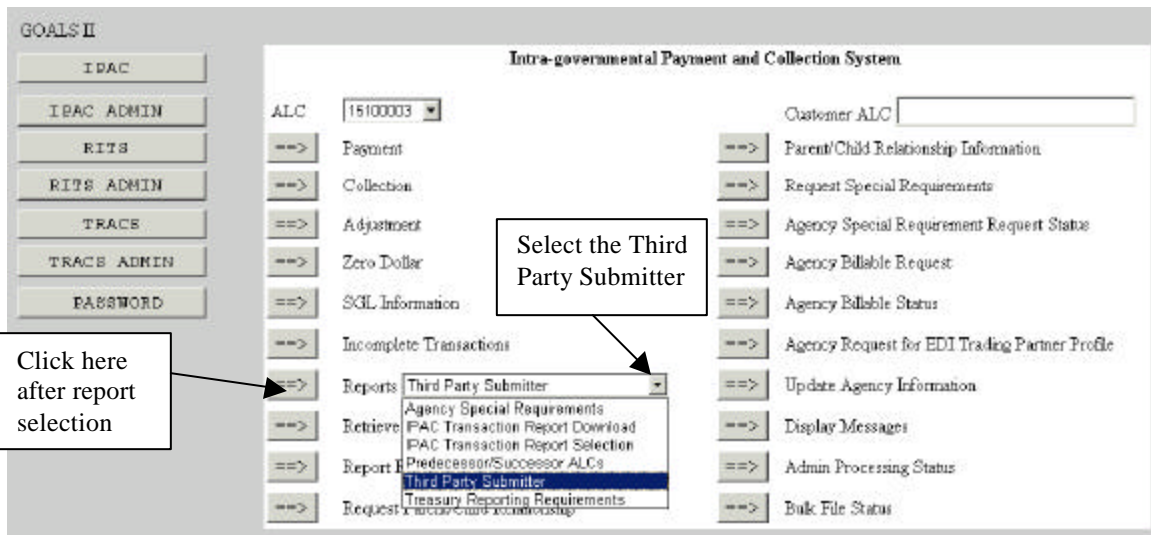 GOALS II
IPAC
IPAC ADMIN
RITS
RITS ADMIN
TRACS
TRACS ADMIN
PASSWORD
Intra-governmental Payment and Collection System
ALC 15100003
Customer ALC
==> Payment
==> Parent/Child Relationship Information
==> Collection
==> Request Special Requirements
==> Adjustment
==> Agency Special Requirement Request Status
==> Zero Dollar
==> Agency Billable Request
==> SGL Information
==> Agency Billable Status
==> Incomplete Transactions
==> Agency Request for EDI Trading Partner Profile
==> Reports Third Party Submitter
==> Update Agency Information
Agency Special Requirements
IPAC Transaction Report Download
IPAC Transaction Report Selection
Predecessor/Successor ALCs
Third Party Submitter
Treasury Reporting Requirements
==> Retrieve
==> Display Messages
==> Report
==> Admin Processing Status
==> Request Parent/Child Relationship
==> Bulk File Status
Select the Third
Party Submitter
Click here
after report
selection